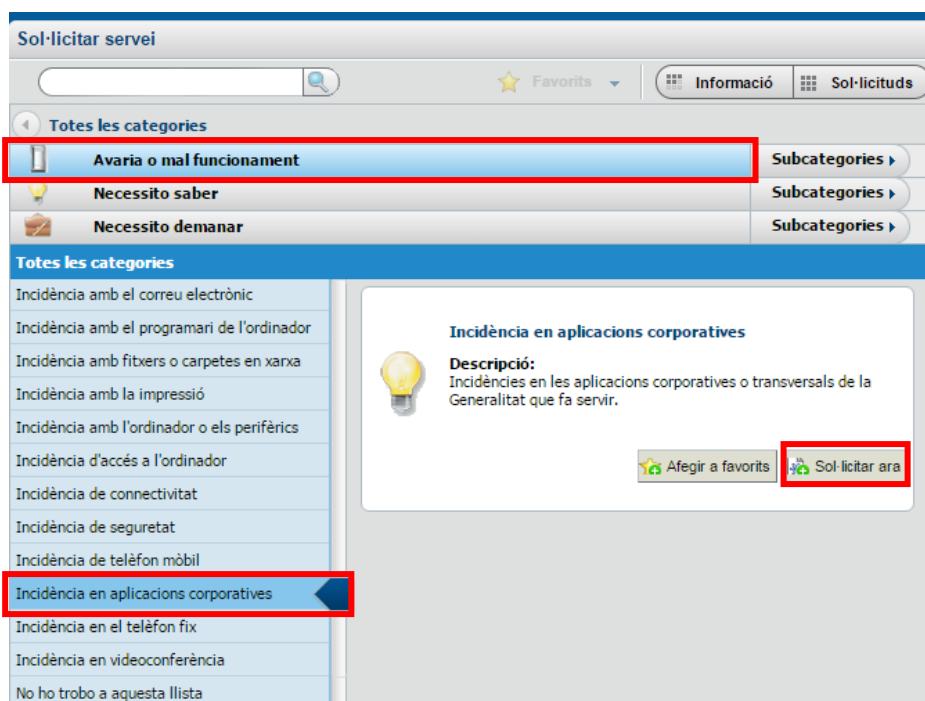 Sol·licitar servei
Favorits
Informació
Sol·licituds
Totes les categories
Avaria o mal funcionament
Subcategories
Necessito saber
Subcategories
Necessito demanar
Subcategories
Totes les categories
Incidència amb el correu electrònic
Incidència amb el programari de l'ordinador
Incidència amb fitxers o carpetes en xarxa
Incidència amb la impressió
Incidència amb l'ordinador o els perifèrics
Incidència d'accés a l'ordinador
Incidència de connectivitat
Incidència de seguretat
Incidència de telèfon mòbil
Incidència en aplicacions corporatives
Incidència en el telèfon fix
Incidència en videoconferència
No ho trobo a aquesta llista
Incidència en aplicacions corporatives
Descripció:
Incidències en les aplicacions corporatives o transversals de la
Generalitat que fa servir.
Afegir a favorits
Sol·licitar ara